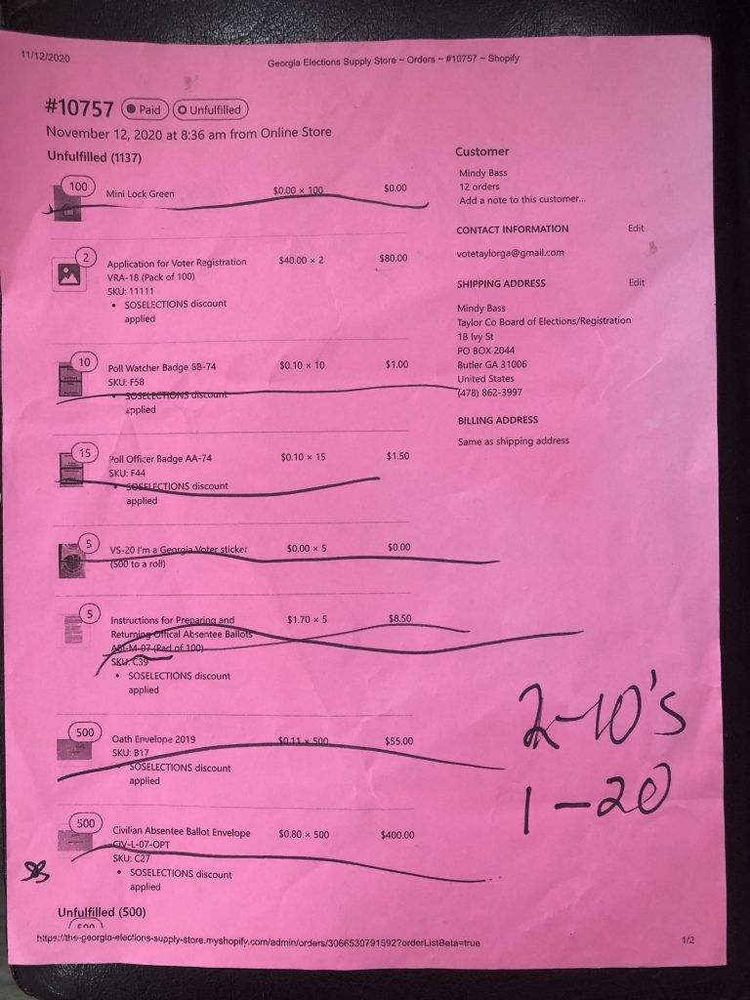 11/12/2020
Georgia Elections Supply Store ~ Orders ~ #10757 ~ Shopify
#10757 Paid Unfulfilled
November 12, 2020 at 8:36 am from Online Store
Unfulfilled (1137)
100
Mini Lock Green $0.00 × 100 $0.00
2
Application for Voter Registration $40.00 × 2 $80.00
VRA-18 (Pack of 100)
SKU: 11111
• SOSELECTIONS discount
applied
10
Poll Watcher Badge BB-74 $0.10 × 10 $1.00
SKU: F58
• SOSELECTIONS discount
applied
15
Poll Officer Badge AA-74 $0.10 × 15 $1.50
SKU: F44
• SOSELECTIONS discount
applied
5
VS-20 I'm a Georgia Voter sticker $0.00 × 5 $0.00
(500 to a roll)
5
Instructions for Preparing and $1.70 × 5 $8.50
Returning Offical Absentee Ballots
ABI-M-07 (Pad of 100)
SKU: C39
• SOSELECTIONS discount
applied
500
Oath Envelope 2019 $0.11 × 500 $55.00
SKU: B17
SOSELECTIONS discount
applied
500
Civilian Absentee Ballot Envelope $0.80 × 500 $400.00
CIV-L-07-OPT
SKU: C27
• SOSELECTIONS discount
applied
Unfulfilled (500)
500
Customer
Mindy Bass
12 orders
Add a note to this customer...
CONTACT INFORMATION Edit
votetaylorga@gmail.com
SHIPPING ADDRESS Edit
Mindy Bass
Taylor Co Board of Elections/Registration
1B Ivy St
PO BOX 2044
Butler GA 31006
United States
(478) 862-3997
BILLING ADDRESS
Same as shipping address
2-10's
1-20
https://the-georgia-elections-supply-store.myshopify.com/admin/orders/3066530791592?orderListBeta=true
1/2